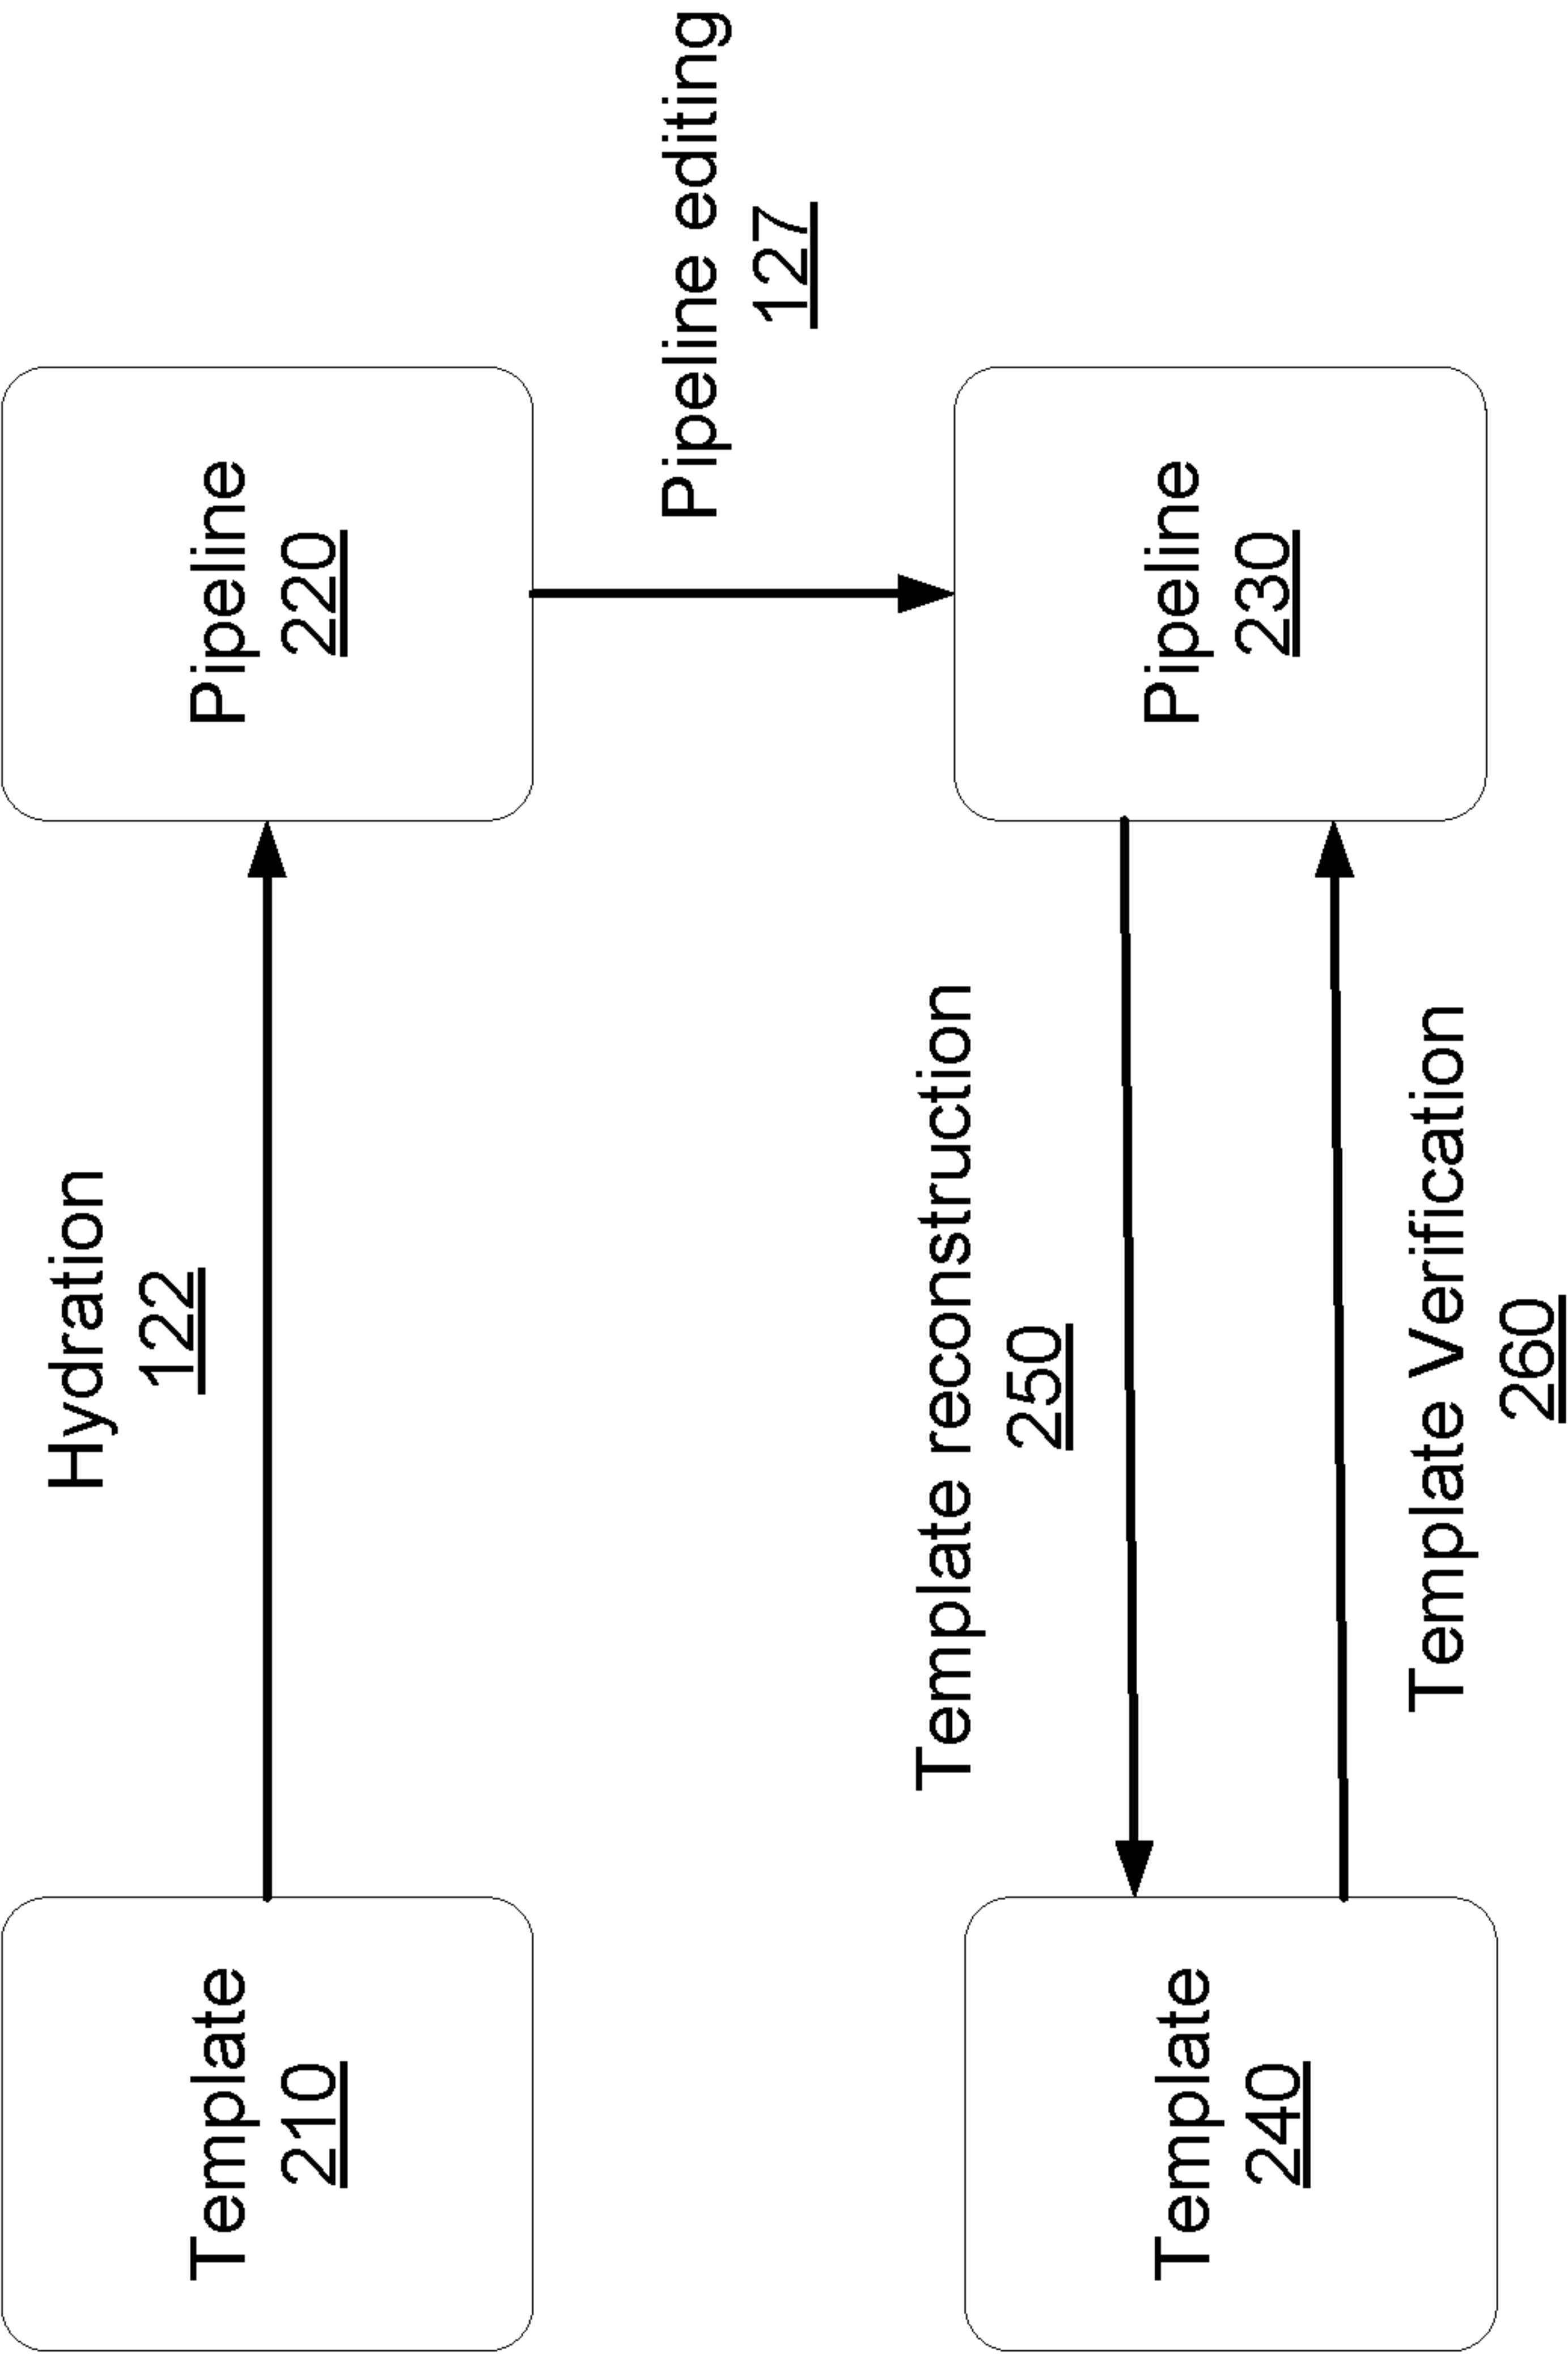 Hydration
122
Template
210
Pipeline
220
Pipeline editing
127
Template reconstruction
250
Template
240
Pipeline
230
Template Verification
260